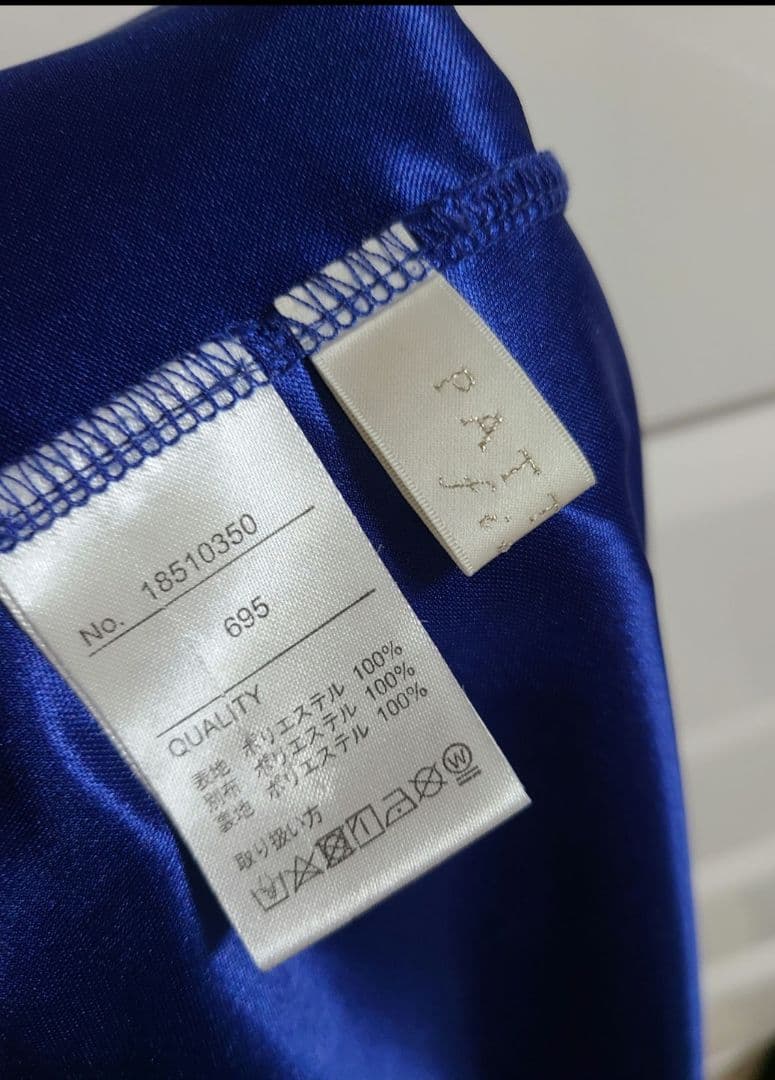 No. 18510350
695
QUALITY
表地 ポリエステル 100%
別布 ポリエステル 100%
裏地 ポリエステル 100%
取り扱い方
W